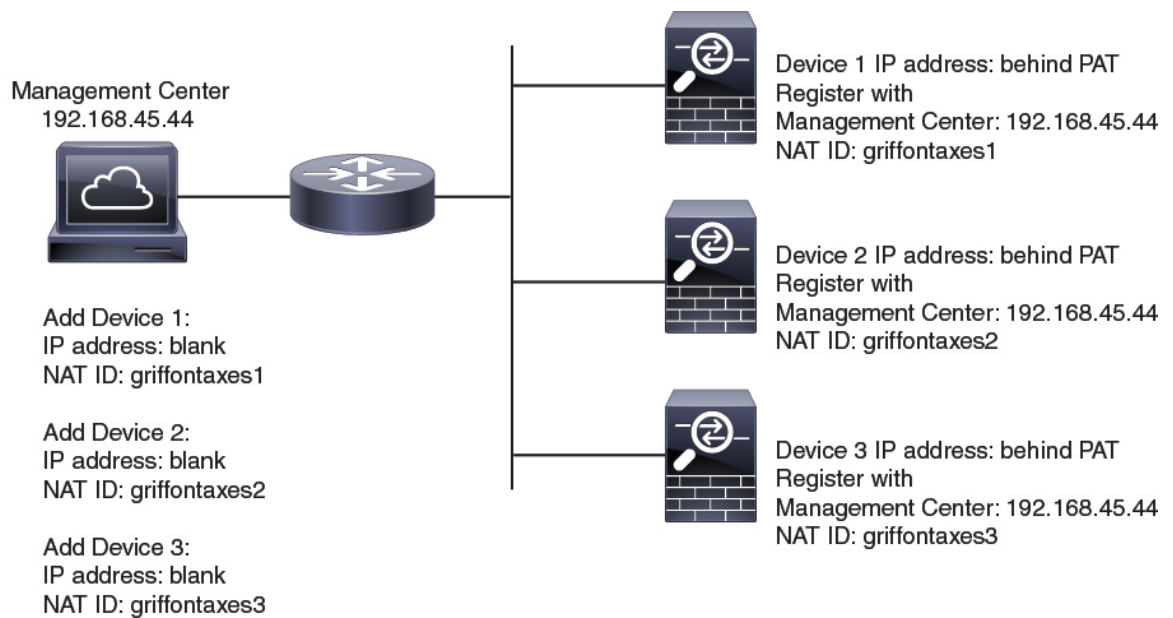 Management Center
192.168.45.44
Add Device 1:
IP address: blank
NAT ID: griffontaxes1
Add Device 2:
IP address: blank
NAT ID: griffontaxes2
Add Device 3:
IP address: blank
NAT ID: griffontaxes3
Device 1 IP address: behind PAT
Register with
Management Center: 192.168.45.44
NAT ID: griffontaxes1
Device 2 IP address: behind PAT
Register with
Management Center: 192.168.45.44
NAT ID: griffontaxes2
Device 3 IP address: behind PAT
Register with
Management Center: 192.168.45.44
NAT ID: griffontaxes3